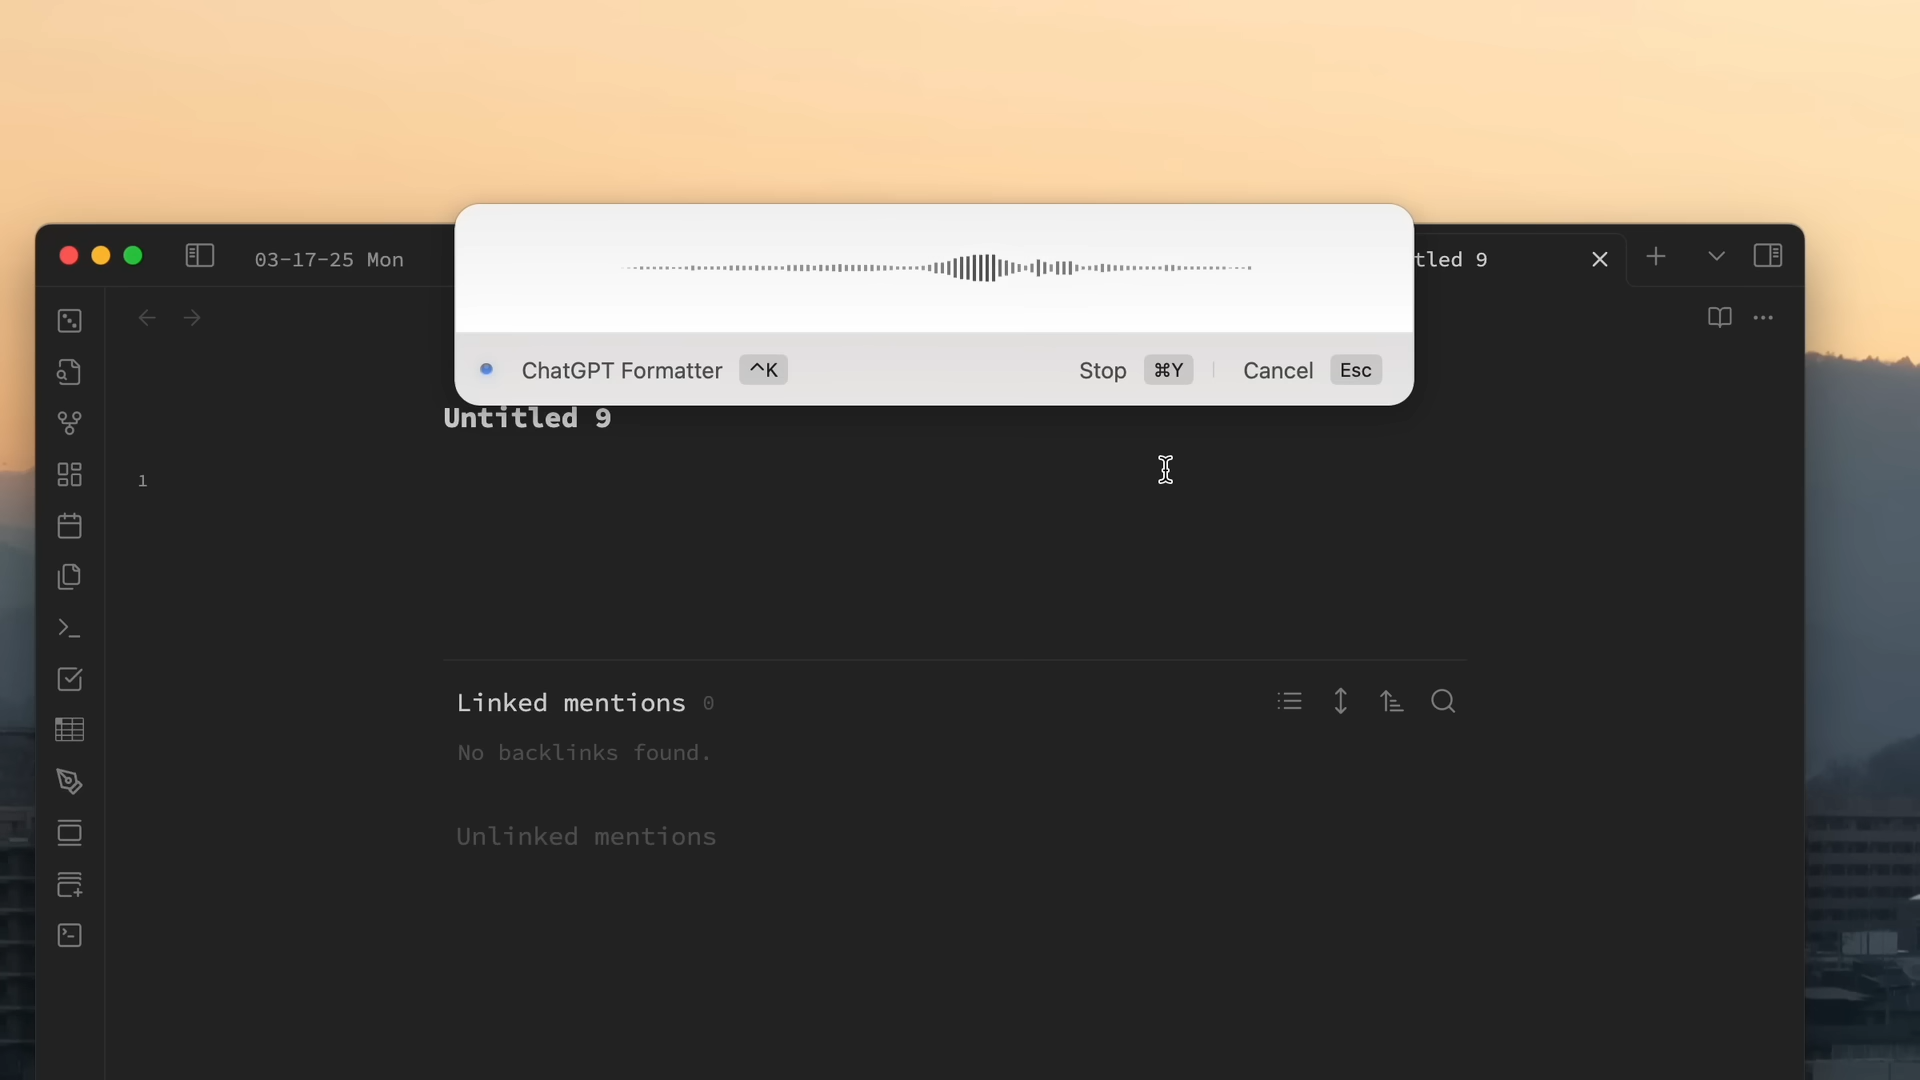 03-17-25 Mon
tled 9
ChatGPT Formatter ^K Stop ⌘Y Cancel Esc
Untitled 9
1
Linked mentions 0
No backlinks found.
Unlinked mentions